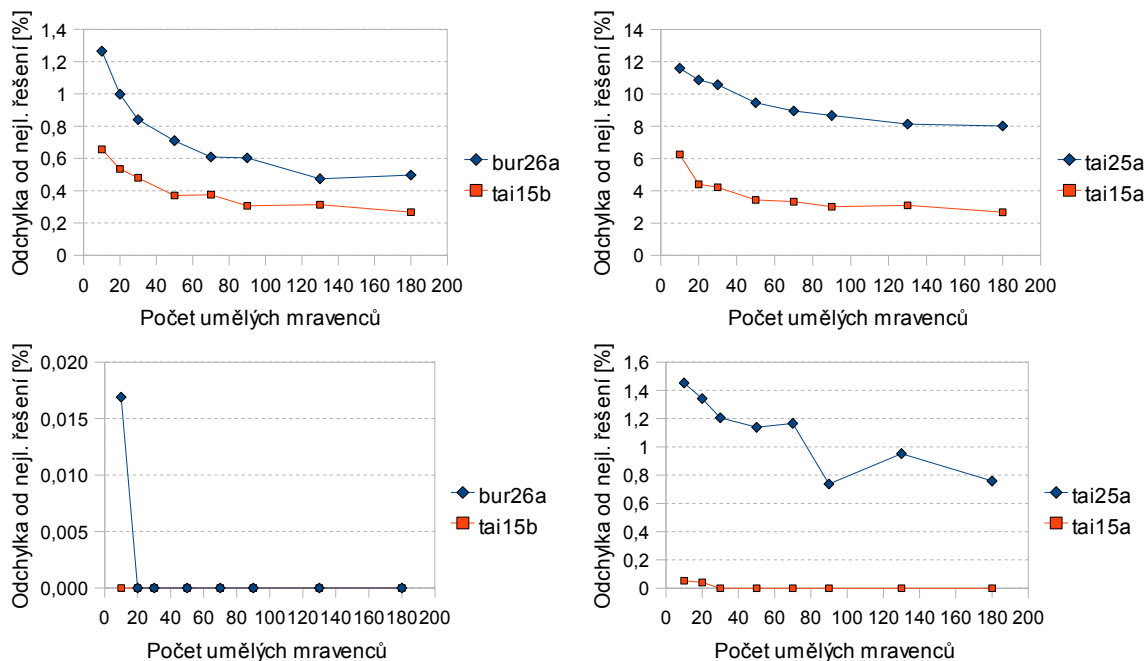 Odchylka od nejl. řešení [%]
1,4
1,2
1
0,8
0,6
0,4
0,2
0
0 20 40 60 80 100 120 140 160 180 200
Počet umělých mravenců
bur26a
tai15b
Odchylka od nejl. řešení [%]
14
12
10
8
6
4
2
0
0 20 40 60 80 100 120 140 160 180 200
Počet umělých mravenců
tai25a
tai15a
Odchylka od nejl. řešení [%]
0,020
0,015
0,010
0,005
0,000
0 20 40 60 80 100 120 140 160 180 200
Počet umělých mravenců
bur26a
tai15b
Odchylka od nejl. řešení [%]
1,6
1,4
1,2
1
0,8
0,6
0,4
0,2
0
0 20 40 60 80 100 120 140 160 180 200
Počet umělých mravenců
tai25a
tai15a